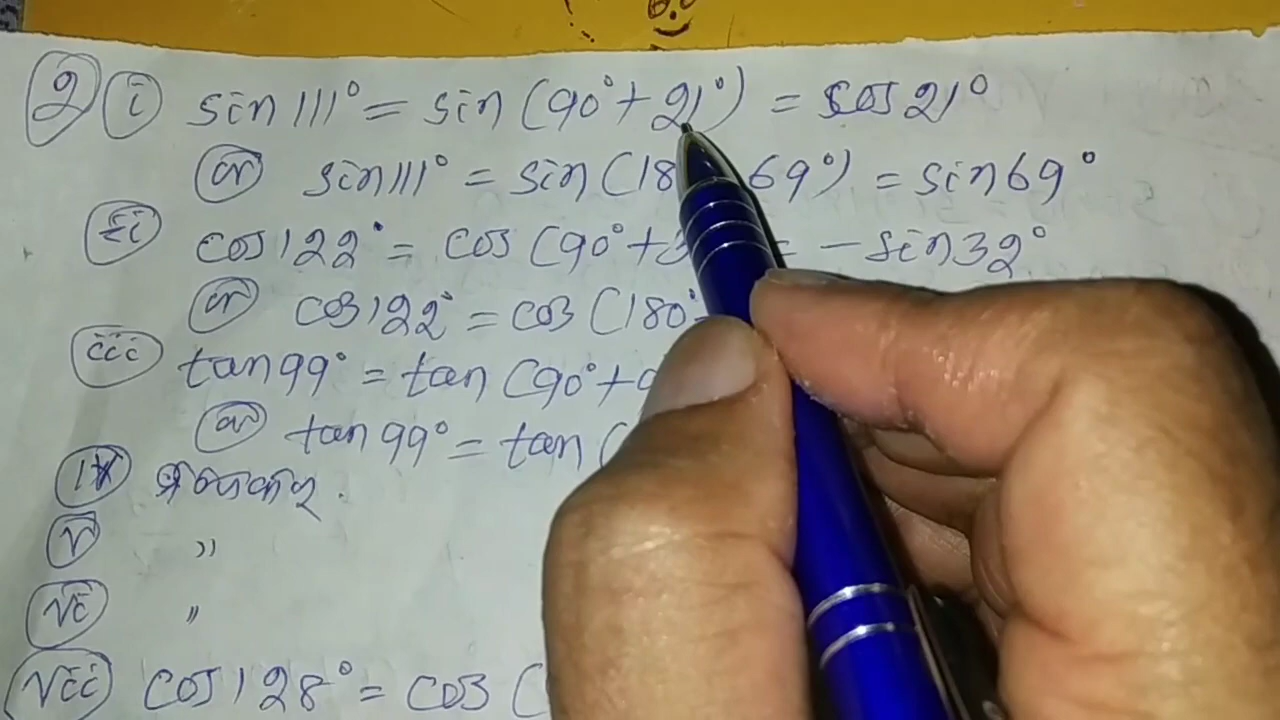 2 i sin 111° = sin (90° + 21°) = cos 21°
or sin 111° = sin (18 69°) = sin 69°
ii cos 122° = cos (90° + 3 = - sin 32°
or cos 122° = cos (180°
iii tan 99° = tan (90° + 9
or tan 99° = tan (
iv
v "
vi "
vii cos 128° = cos (